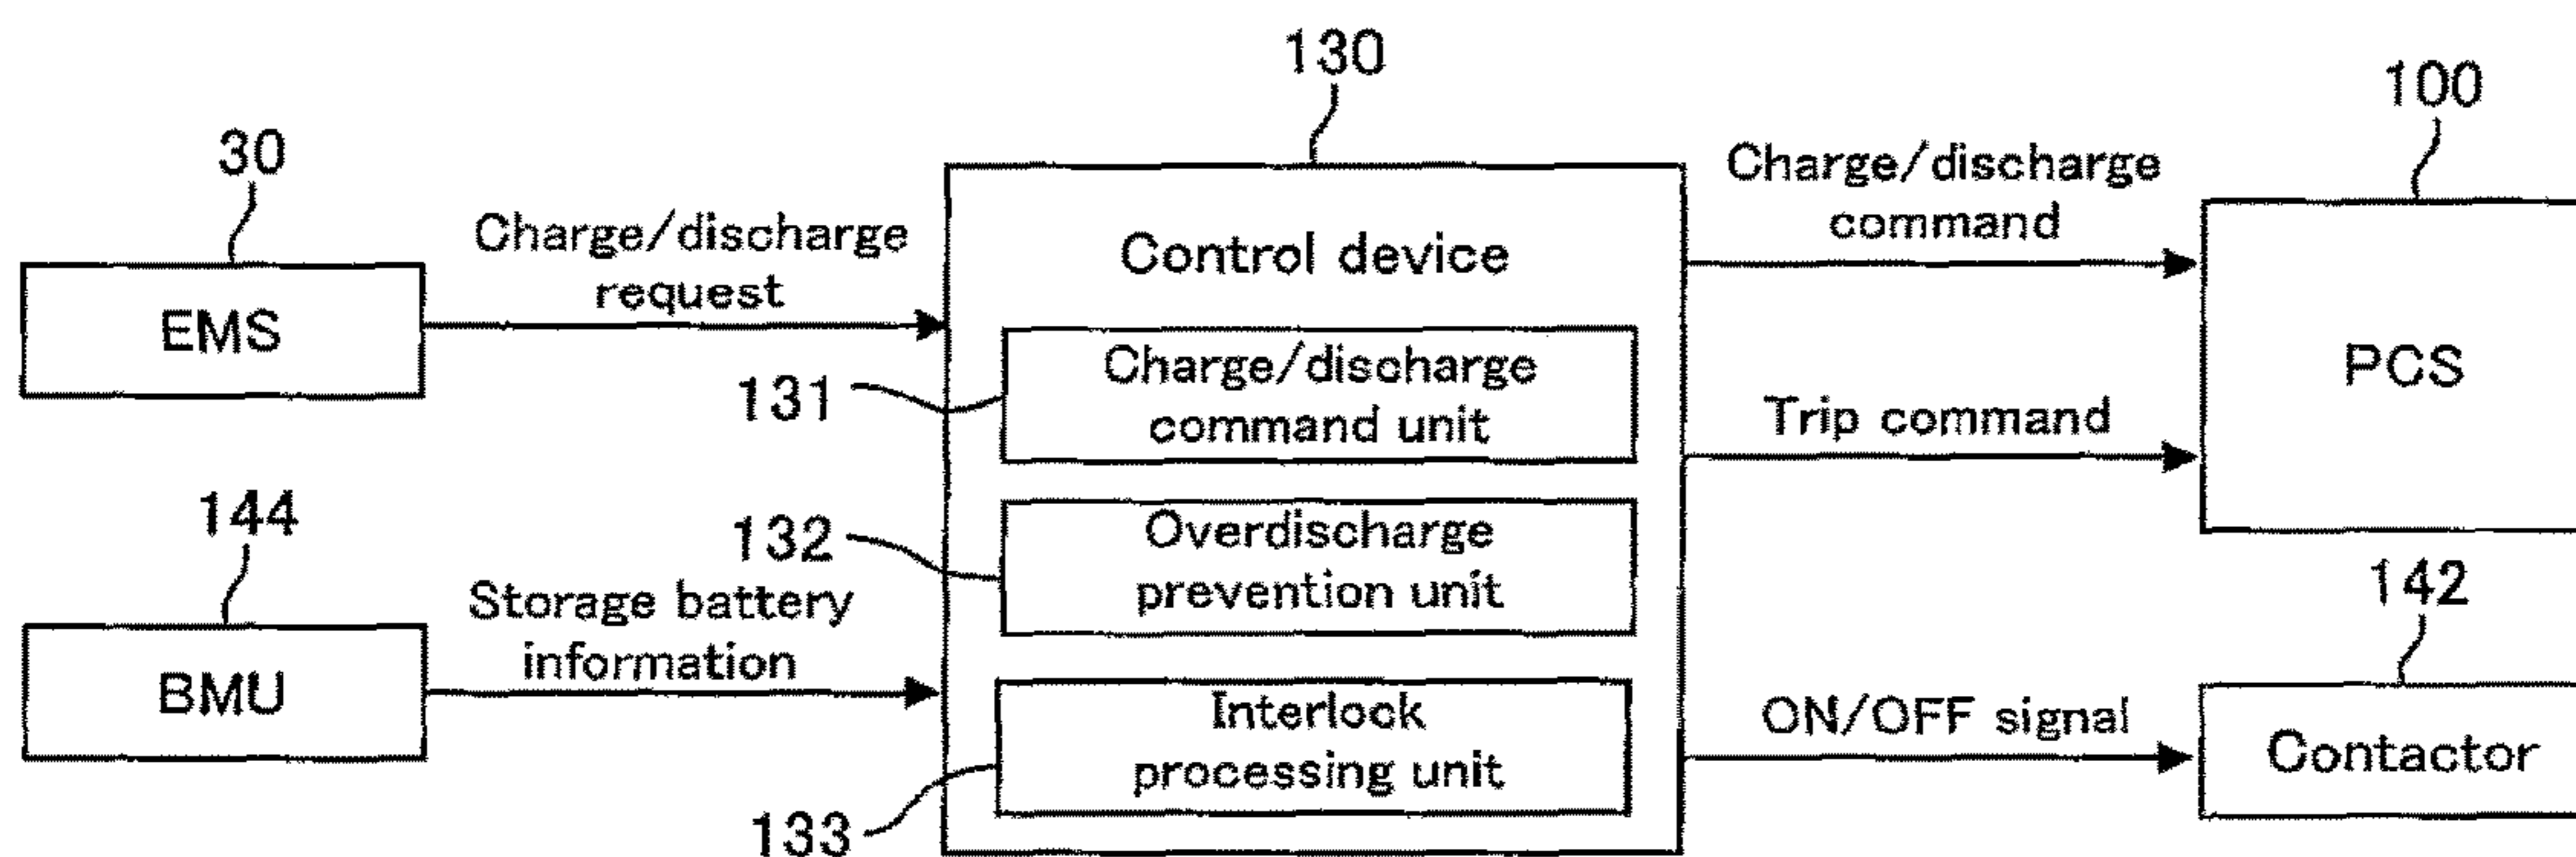 130
100
30
Charge/discharge
command
Charge/discharge
request
Control device
EMS
PCS
Charge/discharge
command unit
131
Trip command
144
132
Overdischarge
prevention unit
142
Storage battery
information
BMU
Interlock
processing unit
ON/OFF signal
Contactor
133